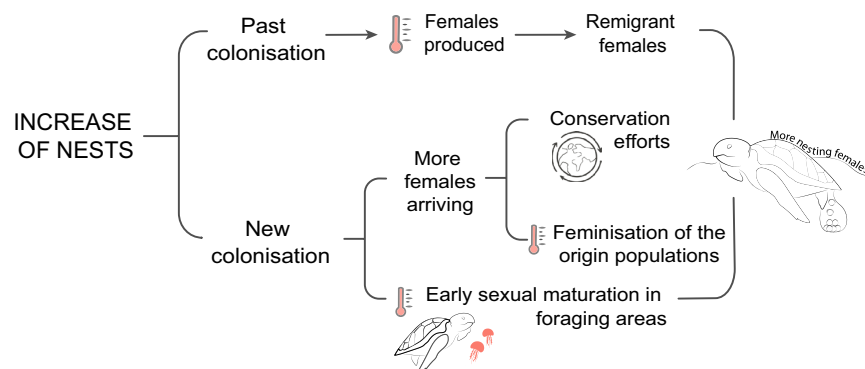 INCREASE
OF NESTS
Past
colonisation
Females
produced
Remigrant
females
New
colonisation
More
females
arriving
Conservation
efforts
Feminisation of the
origin populations
Early sexual maturation in
foraging areas
More nesting female